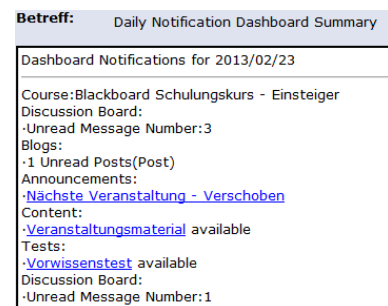 Betreff: Daily Notification Dashboard Summary
Dashboard Notifications for 2013/02/23
Course:Blackboard Schulungskurs - Einsteiger
Discussion Board:
·Unread Message Number:3
Blogs:
·1 Unread Posts(Post)
Announcements:
·Nächste Veranstaltung - Verschoben
Content:
·Veranstaltungsmaterial available
Tests:
·Vorwissenstest available
Discussion Board:
·Unread Message Number:1